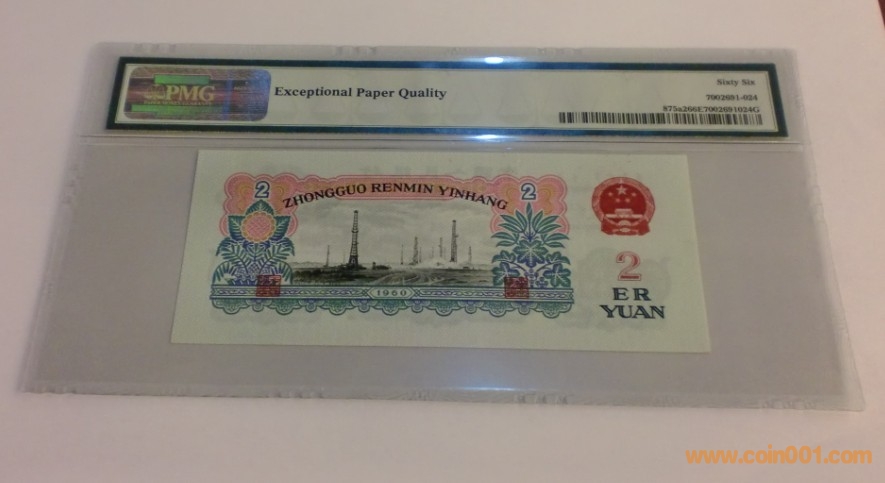 PMG
Exceptional Paper Quality
Sixty Six
7002691-024
875a266E7002691024G
2
2
ZHONGGUO RENMIN YINHANG
2
1960
ER
YUAN
www.coin001.com